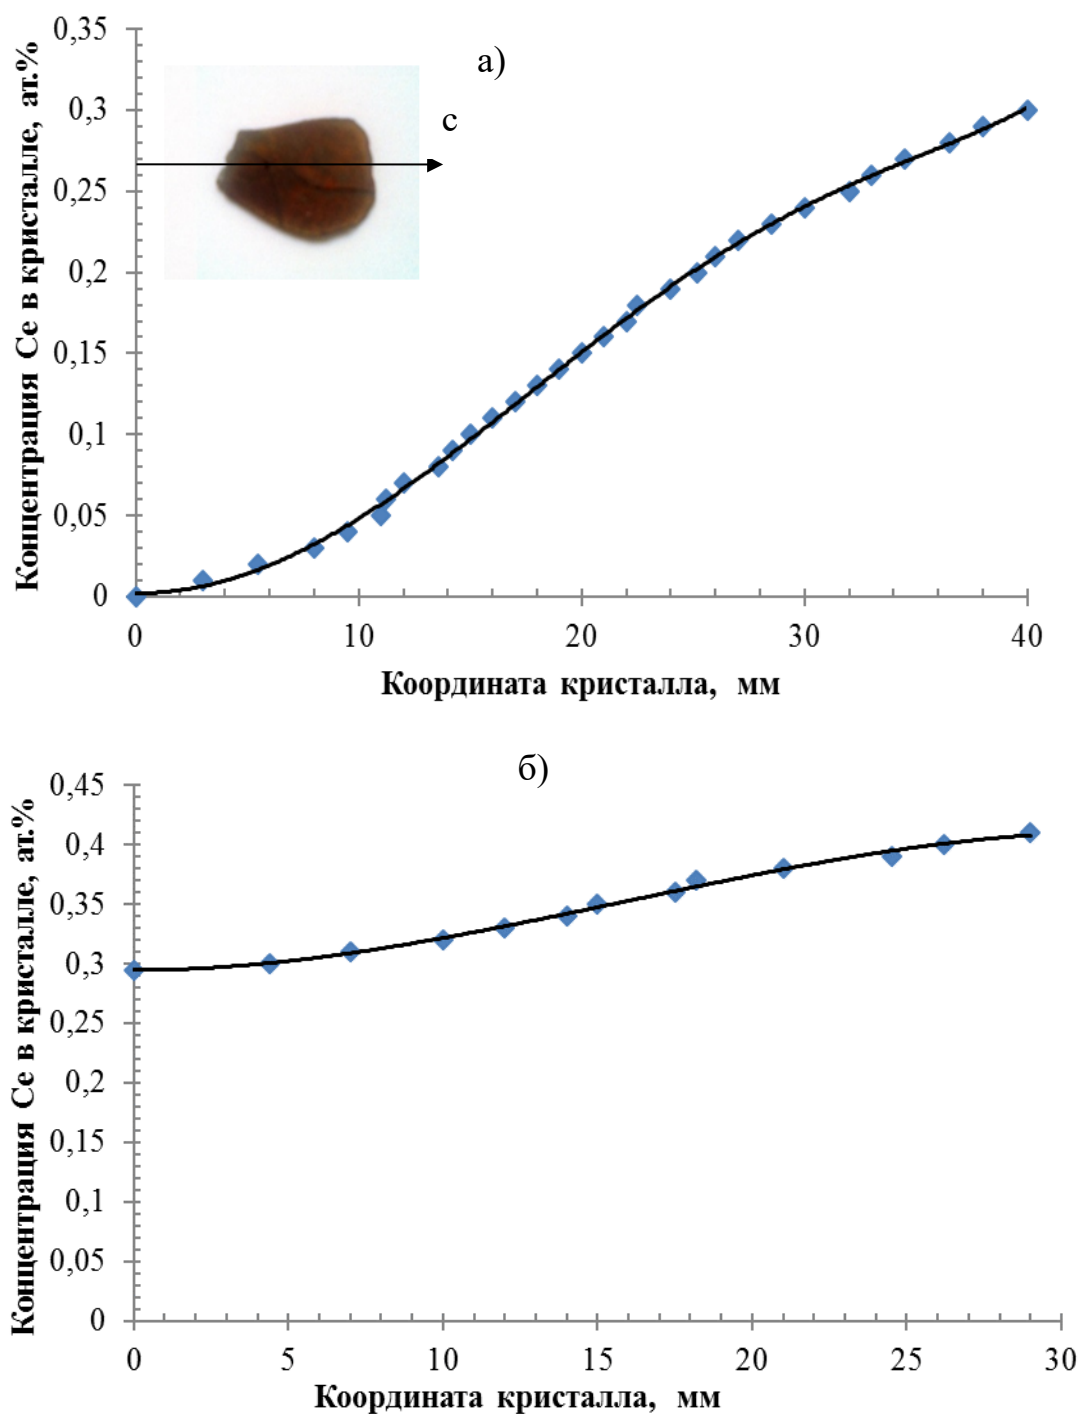 0,35
0,3
0,25
0,2
0,15
0,1
0,05
0
Концентрация Ce в кристалле, ат.%
а)
c
0 10 20 30 40
Координата кристалла, мм
б)
0,45
0,4
0,35
0,3
0,25
0,2
0,15
0,1
0,05
0
Концентрация Ce в кристалле, ат.%
0 5 10 15 20 25 30
Координата кристалла, мм